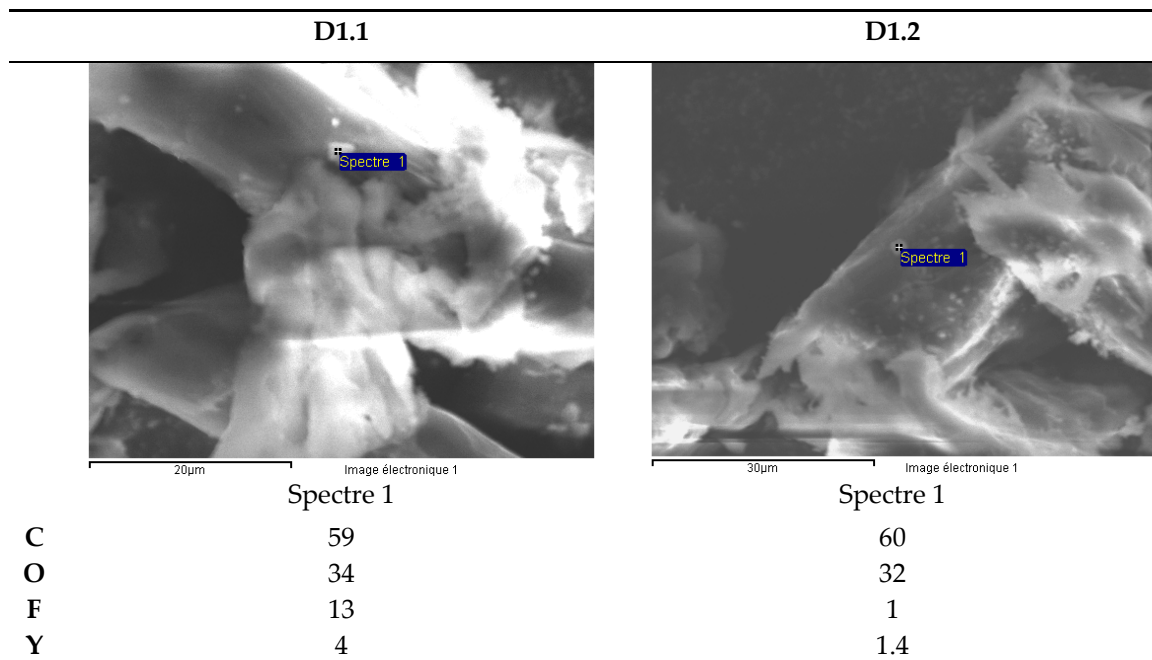 D1.1 D1.2
Spectre 1
Spectre 1
20µm Image électronique 1
30µm Image électronique 1
Spectre 1 Spectre 1
C 59 60
O 34 32
F 13 1
Y 4 1.4